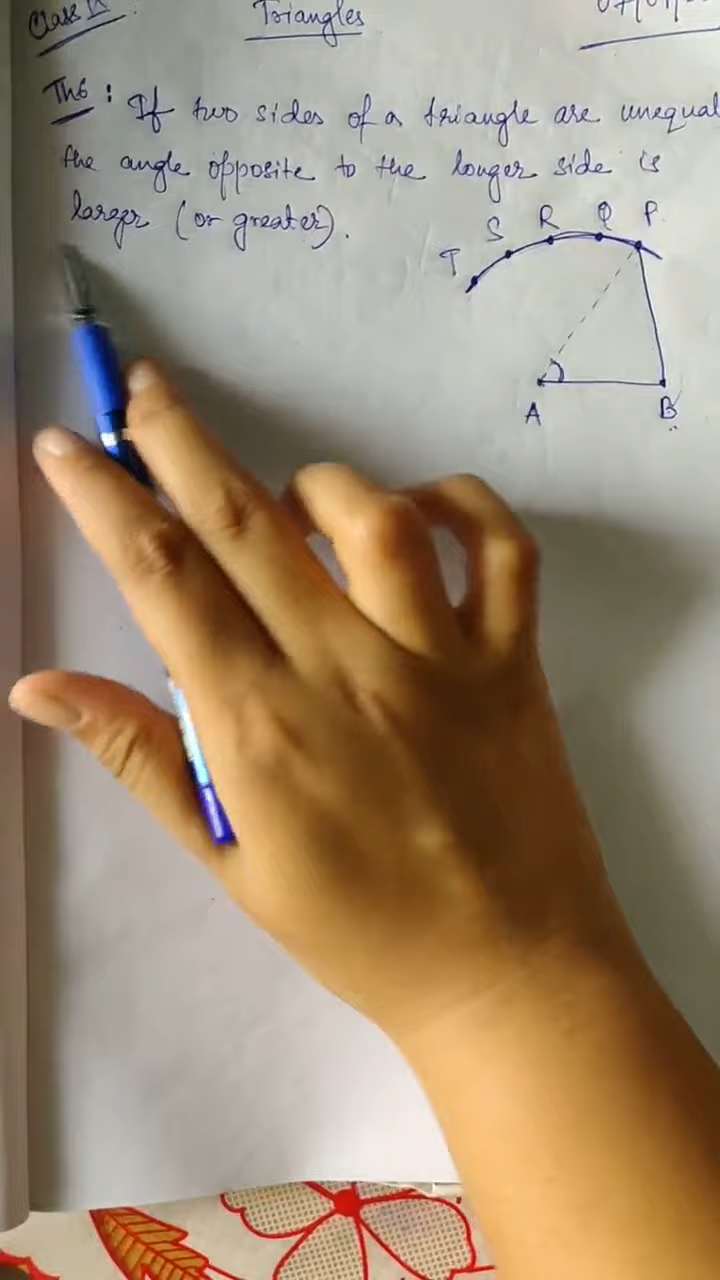 Class IX
Triangles
Th6 : If two sides of a triangle are unequal
the angle opposite to the longer side is
larger (or greater).
T S R Q P
A B